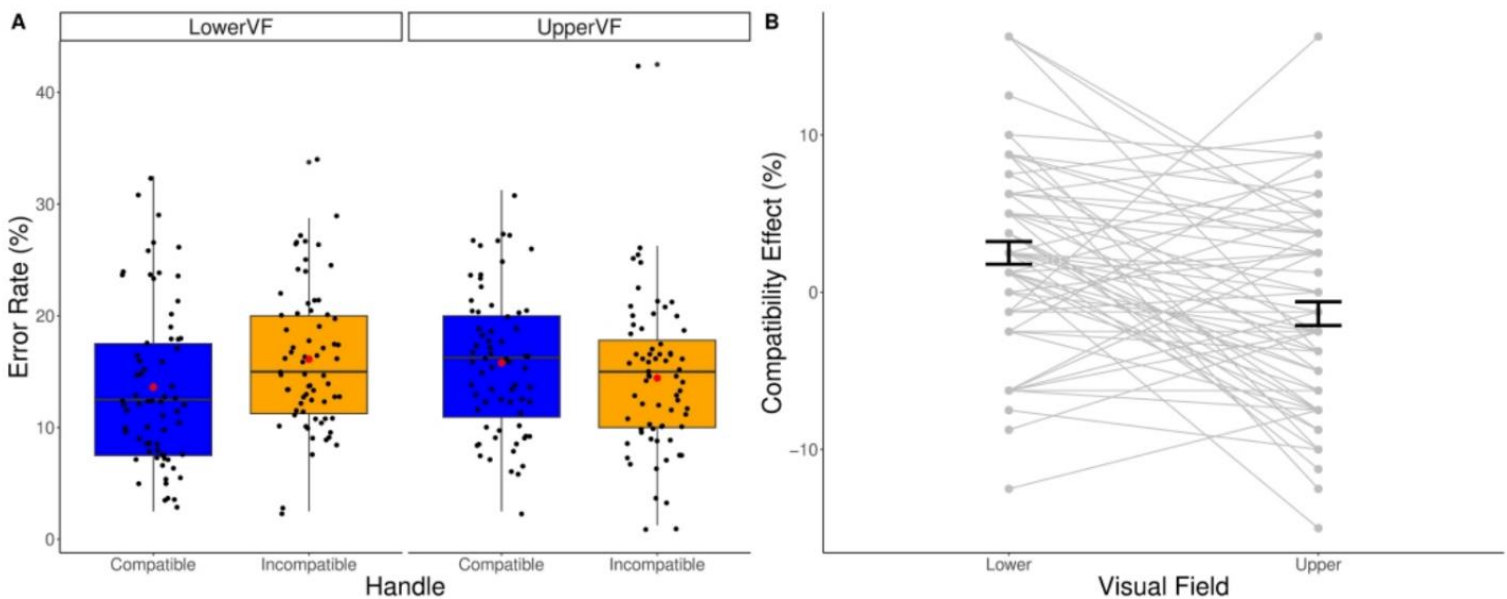 A
LowerVF
UpperVF
Error Rate (%)
40
30
20
10
0
Compatible
Incompatible
Compatible
Incompatible
Handle
B
Compatibility Effect (%)
10
0
−10
Lower
Upper
Visual Field